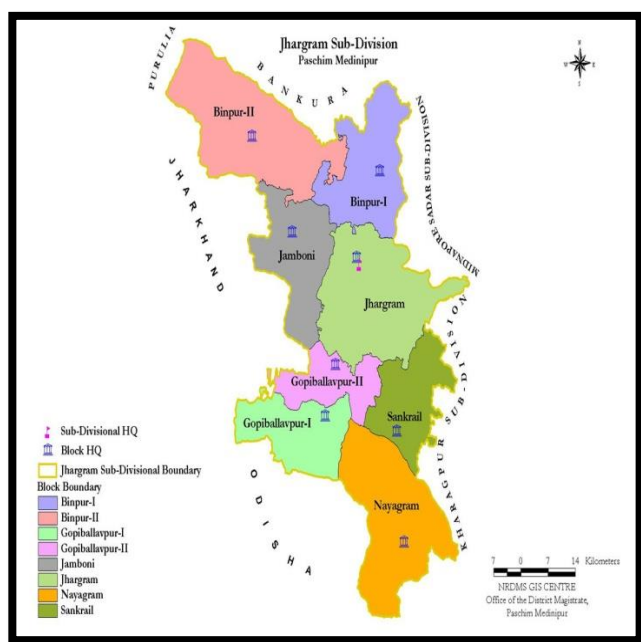 Jhargram Sub-Division
Paschim Medinipur
PURULIA
BANKURA
N
W E
S
Binpur-II
Binpur-I
MIDNAPORE SADAR SUB-DIVISION
JHARKHAND
Jamboni
Jhargram
Gopiballavpur-II
Gopiballavpur-I
Sankrail
KHARAGPUR SUB-DIVISION
ODISHA
Nayagram
Sub-Divisional HQ
Block HQ
Jhargram Sub-Divisional Boundary
Block Boundary
Binpur-I
Binpur-II
Gopiballavpur-I
Gopiballavpur-II
Jamboni
Jhargram
Nayagram
Sankrail
7 0 7 14 Kilometers
NRDMS GIS CENTRE
Office of the District Magistrate,
Paschim Medinipur